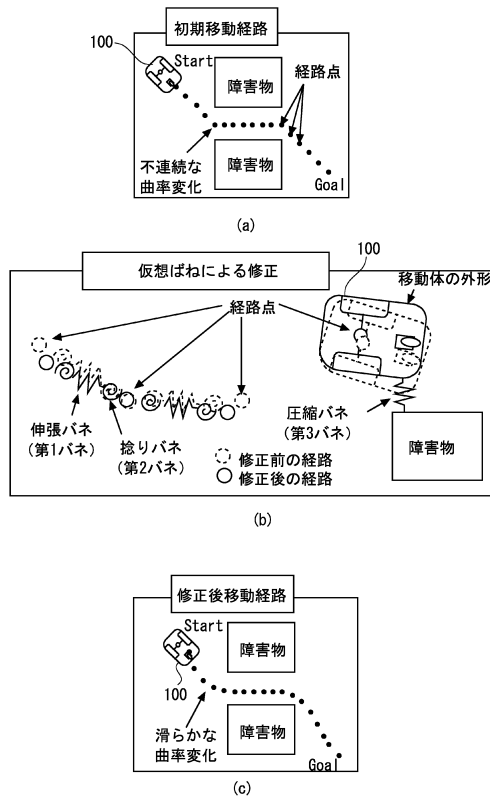 初期移動経路
100
Start
障害物
経路点
不連続な
曲率変化
障害物
Goal
(a)
仮想ばねによる修正
100
移動体の外形
経路点
伸張バネ
(第1バネ)
捻りバネ
(第2バネ)
圧縮バネ
(第3バネ)
障害物
修正前の経路
修正後の経路
(b)
修正後移動経路
Start
障害物
100
滑らかな
曲率変化
障害物
Goal
(c)